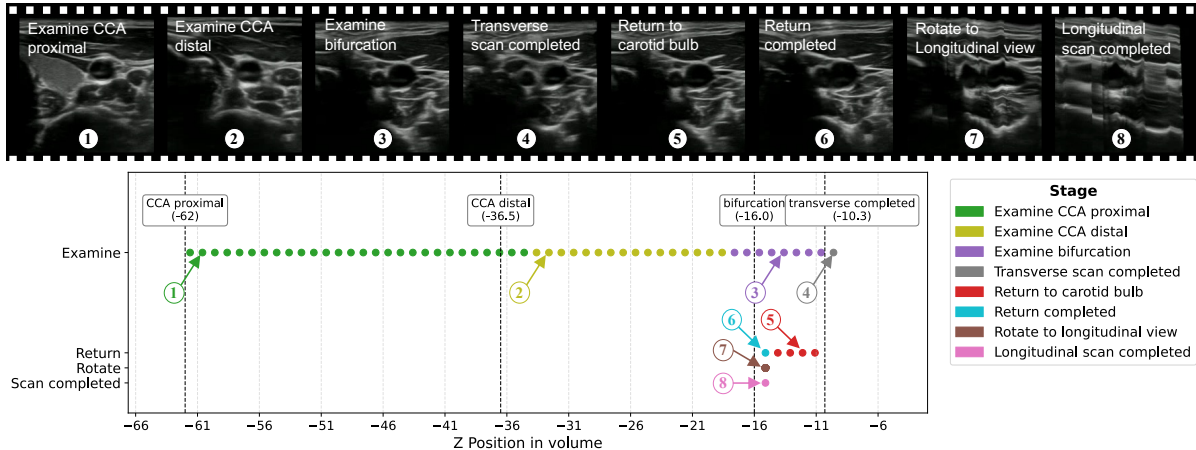 Examine CCA
proximal
1
Examine CCA
distal
2
Examine
bifurcation
3
Transverse
scan completed
4
Return to
carotid bulb
5
Return
completed
6
Rotate to
Longitudinal view
7
Longitudinal
scan completed
8
CCA proximal
(-62)
CCA distal
(-36.5)
bifurcation
(-16.0)
transverse completed
(-10.3)
Examine
1
2
3
4
6
5
Return
7
Rotate
Scan completed
8
−66 −61 −56 −51 −46 −41 −36 −31 −26 −21 −16 −11 −6
Z Position in volume
Stage
Examine CCA proximal
Examine CCA distal
Examine bifurcation
Transverse scan completed
Return to carotid bulb
Return completed
Rotate to longitudinal view
Longitudinal scan completed